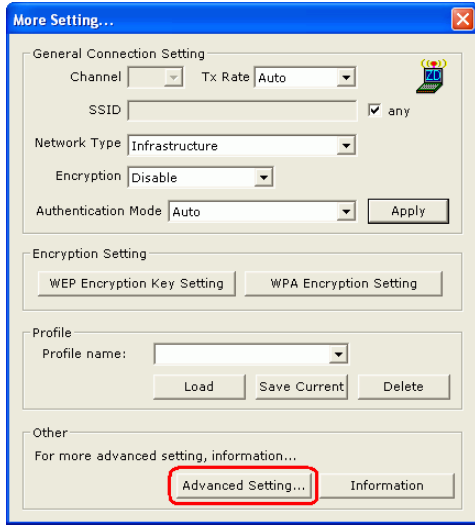 More Setting...
General Connection Setting
Channel Tx Rate Auto
ZD
SSID any
Network Type Infrastructure
Encryption Disable
Authentication Mode Auto Apply
Encryption Setting
WEP Encryption Key Setting WPA Encryption Setting
Profile
Profile name:
Load Save Current Delete
Other
For more advanced setting, information...
Advanced Setting... Information